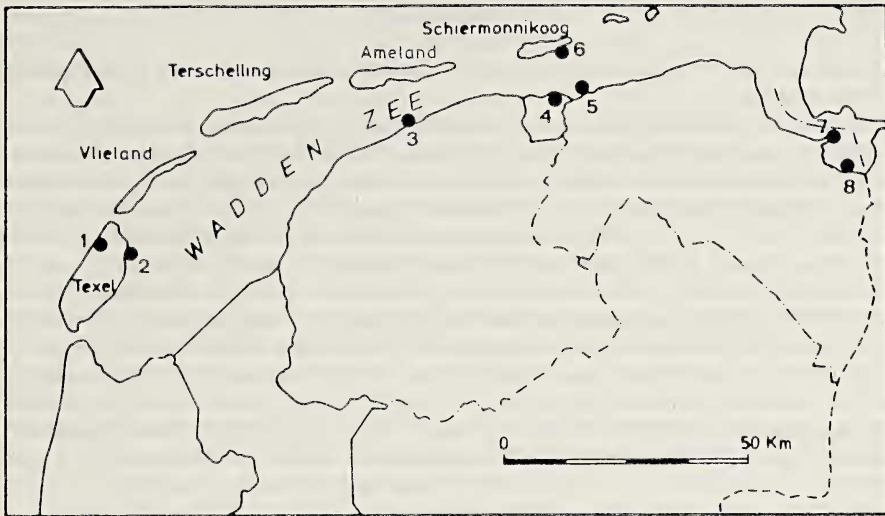 Schiermonnikoog
6
Ameland
Terschelling
ZEE
5
4
3
7
Vlieland
8
WADDEN
1
2
Texel
0 50 Km